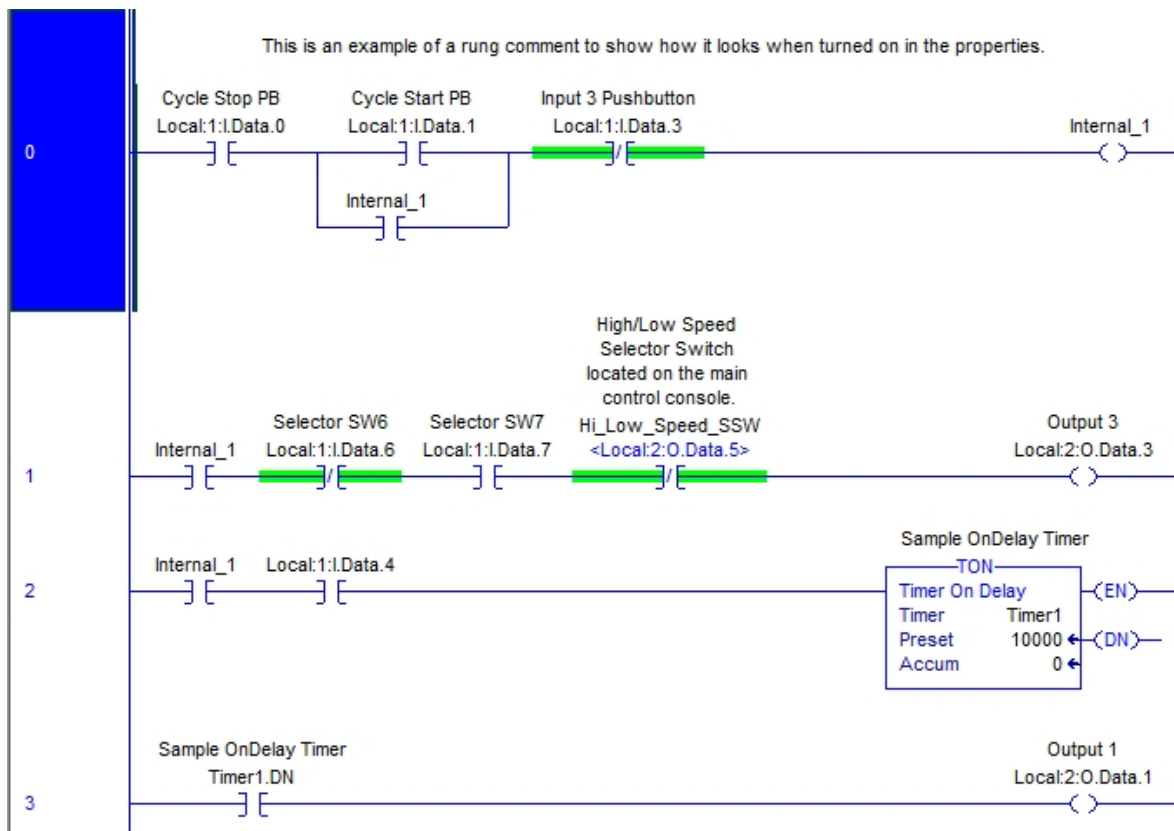 This is an example of a rung comment to show how it looks when turned on in the properties.
Cycle Stop PB Cycle Start PB Input 3 Pushbutton
Local:1:I.Data.0 Local:1:I.Data.1 Local:1:I.Data.3 Internal_1
0
Internal_1
High/Low Speed
Selector Switch
located on the main
control console.
Selector SW6 Selector SW7 Hi_Low_Speed_SSW Output 3
Internal_1 Local:1:I.Data.6 Local:1:I.Data.7 <Local:2:O.Data.5> Local:2:O.Data.3
1
Sample OnDelay Timer
Internal_1 Local:1:I.Data.4 TON
2 Timer On Delay EN
Timer Timer1
Preset 10000 DN
Accum 0
Sample OnDelay Timer Output 1
Timer1.DN Local:2:O.Data.1
3